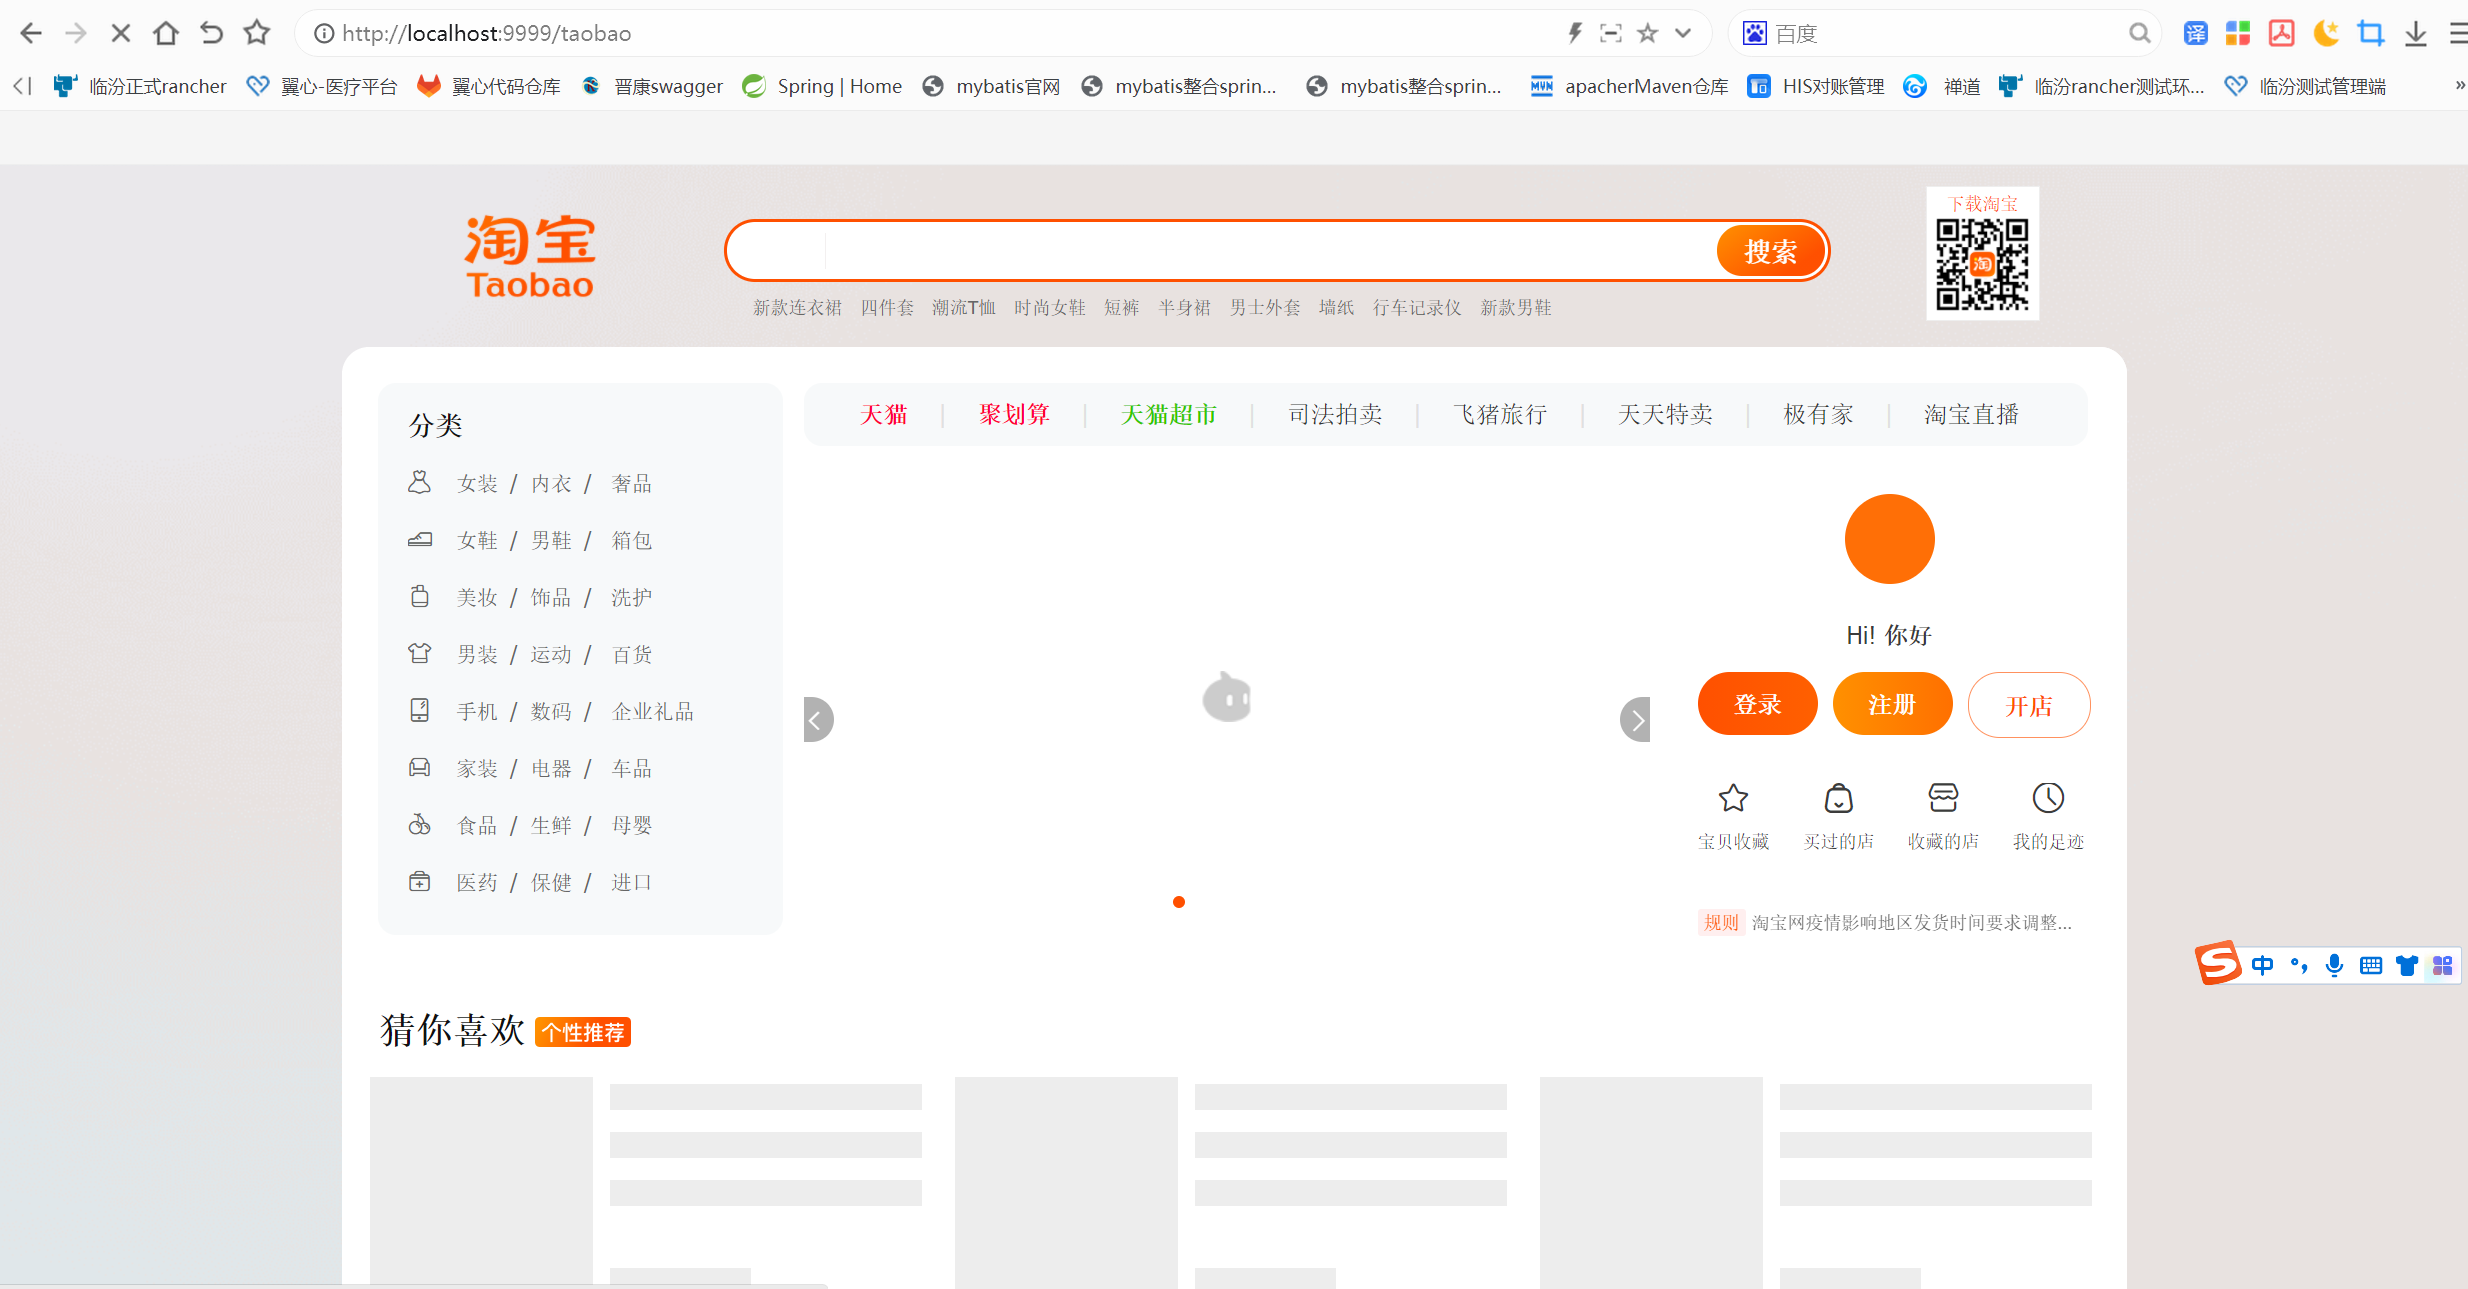 http://localhost:9999/taobao
百度
译
临汾正式rancher 翼心-医疗平台 翼心代码仓库 晋康swagger Spring | Home mybatis官网 mybatis整合sprin... mybatis整合sprin... apacherMaven仓库 HIS对账管理 禅道 临汾rancher测试环... 临汾测试管理端
淘宝
Taobao
搜索
下载淘宝
淘
新款连衣裙 四件套 潮流T恤 时尚女鞋 短裤 半身裙 男士外套 墙纸 行车记录仪 新款男鞋
分类
女装 / 内衣 / 奢品
女鞋 / 男鞋 / 箱包
美妆 / 饰品 / 洗护
男装 / 运动 / 百货
手机 / 数码 / 企业礼品
家装 / 电器 / 车品
食品 / 生鲜 / 母婴
医药 / 保健 / 进口
天猫 聚划算 天猫超市 司法拍卖 飞猪旅行 天天特卖 极有家 淘宝直播
Hi! 你好
登录 注册 开店
宝贝收藏 买过的店 收藏的店 我的足迹
规则 淘宝网疫情影响地区发货时间要求调整...
中
猜你喜欢 个性推荐